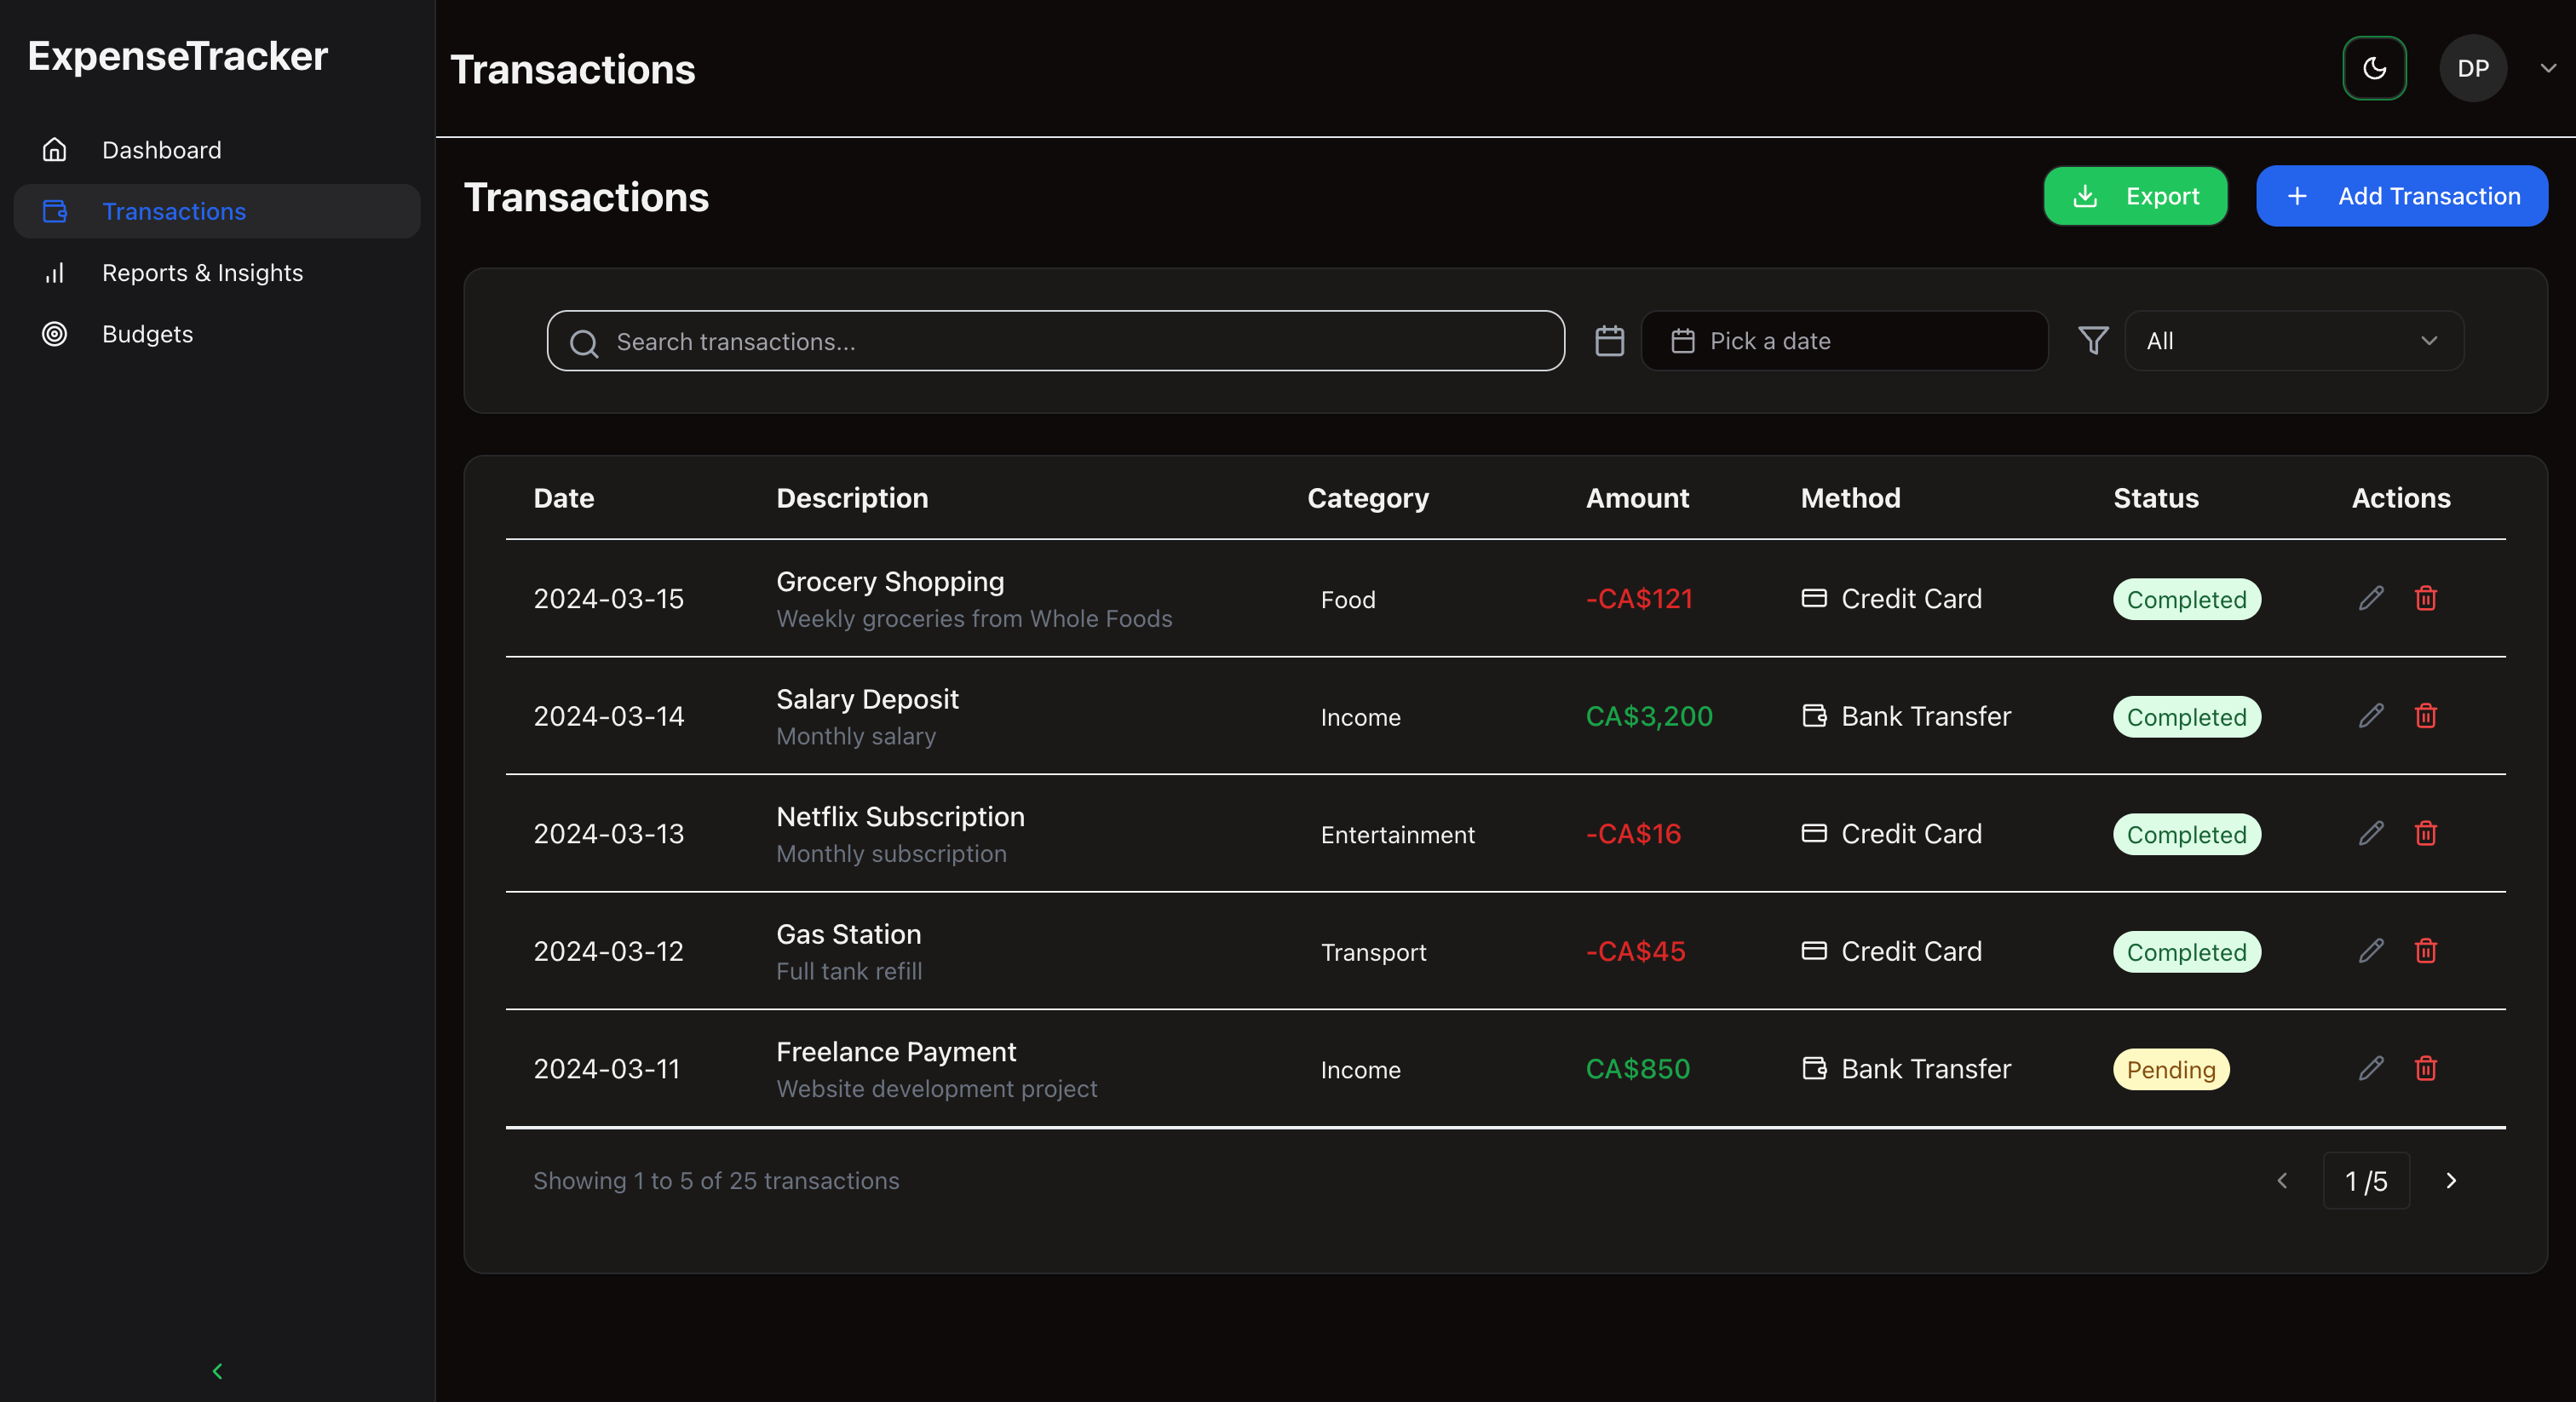 ExpenseTracker
Dashboard
Transactions
Reports & Insights
Budgets
Transactions
DP
Transactions
Export
Add Transaction
Search transactions...
Pick a date
All
Date Description Category Amount Method Status Actions
2024-03-15 Grocery Shopping Food -CA$121 Credit Card Completed
Weekly groceries from Whole Foods
2024-03-14 Salary Deposit Income CA$3,200 Bank Transfer Completed
Monthly salary
2024-03-13 Netflix Subscription Entertainment -CA$16 Credit Card Completed
Monthly subscription
2024-03-12 Gas Station Transport -CA$45 Credit Card Completed
Full tank refill
2024-03-11 Freelance Payment Income CA$850 Bank Transfer Pending
Website development project
Showing 1 to 5 of 25 transactions
1 /5